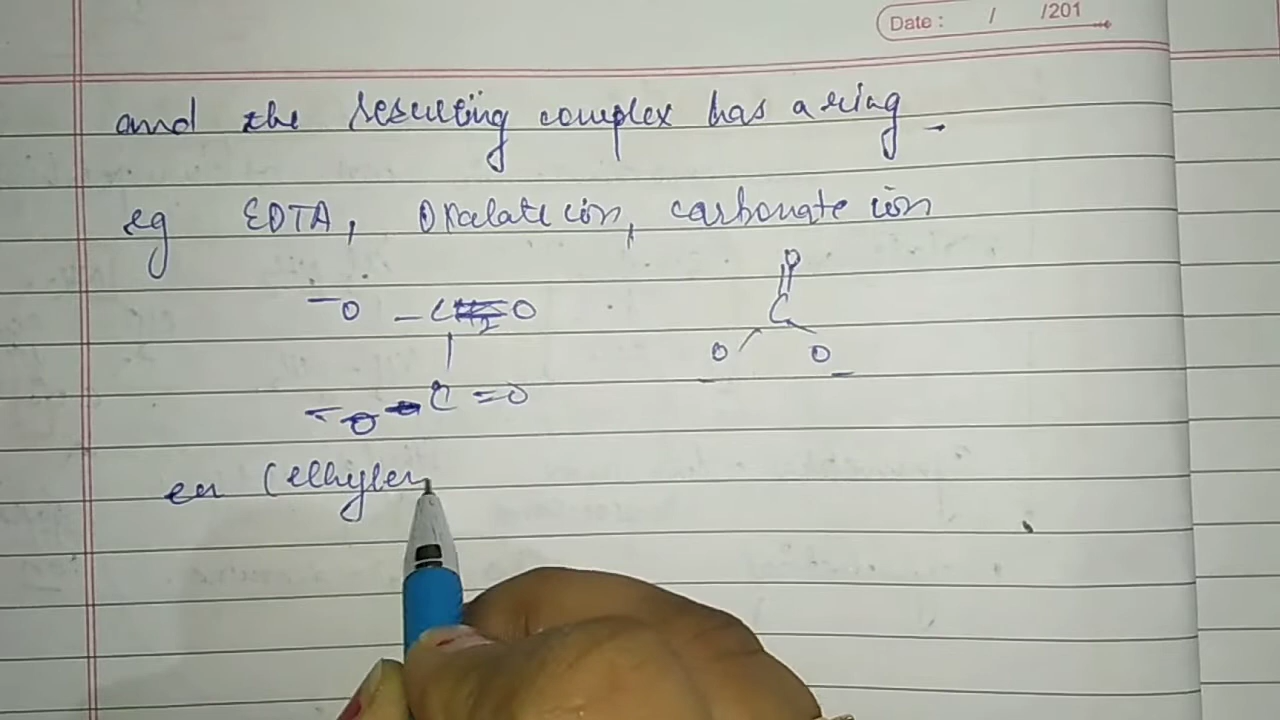 Date : / /201
and the resulting complex has a ring.
eg EDTA, Oxalate ion, carbonate ion
O
-O - C = O
C
O O
- -
-O - C = O
en (ethylen